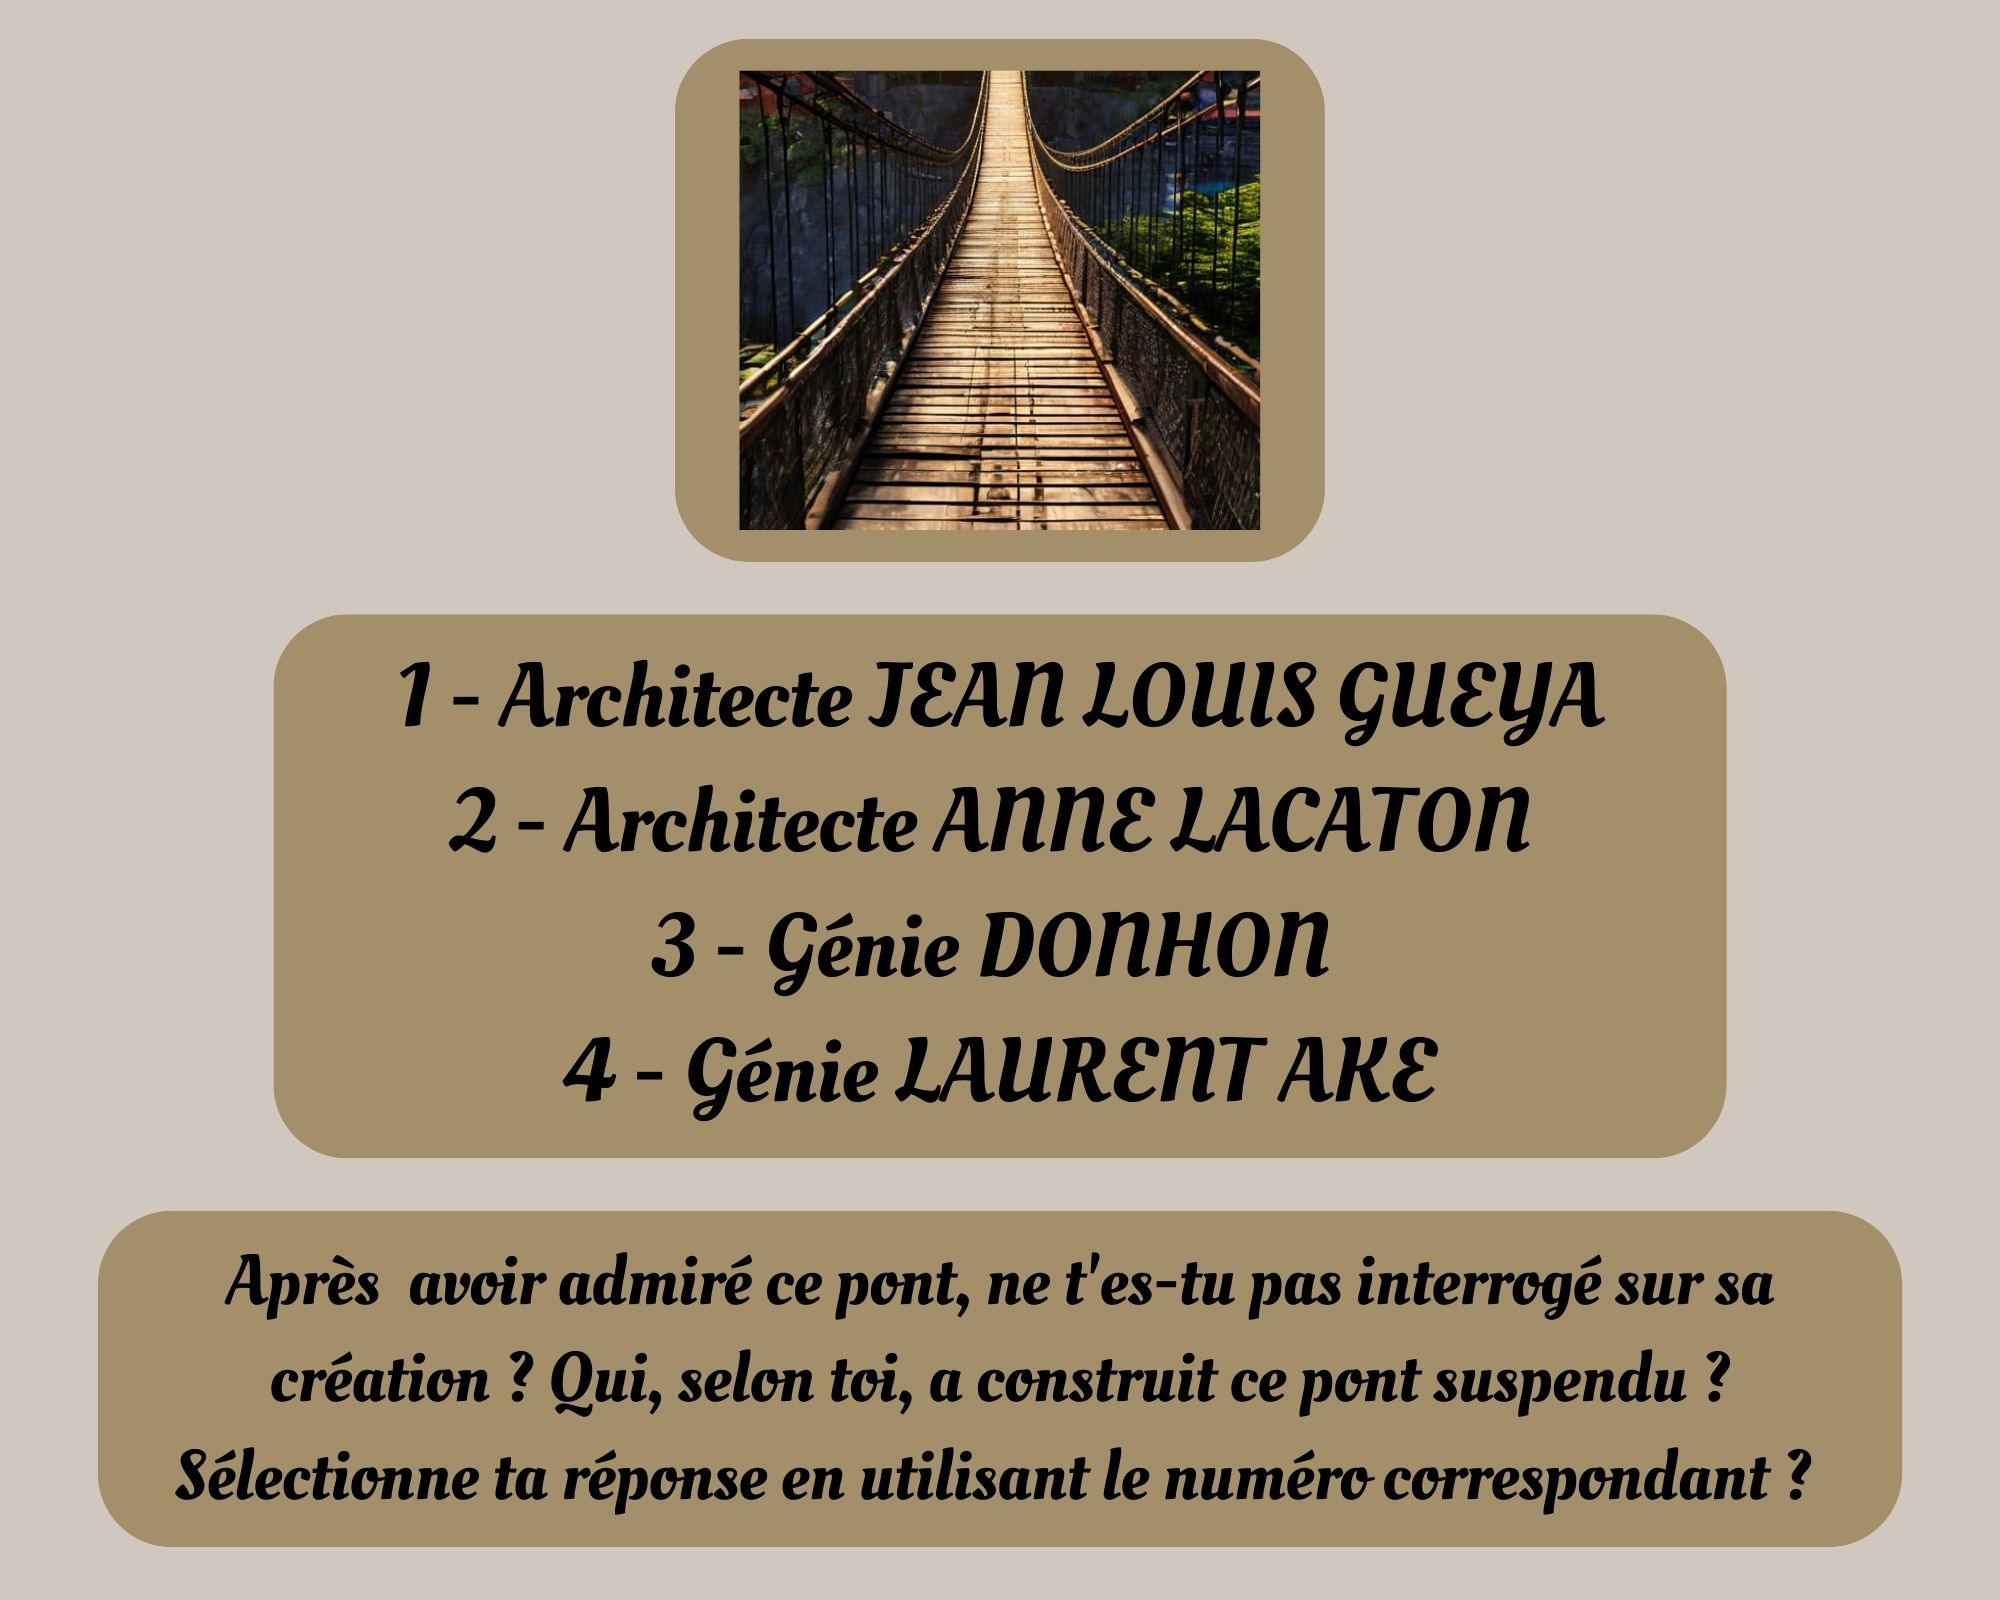 1 - Architecte JEAN LOUIS GUEYA
2 - Architecte ANNE LACATON
3 - Génie DONHON
4 - Génie LAURENT AKE
Après avoir admiré ce pont, ne t'es-tu pas interrogé sur sa
création ? Qui, selon toi, a construit ce pont suspendu ?
Sélectionne ta réponse en utilisant le numéro correspondant ?